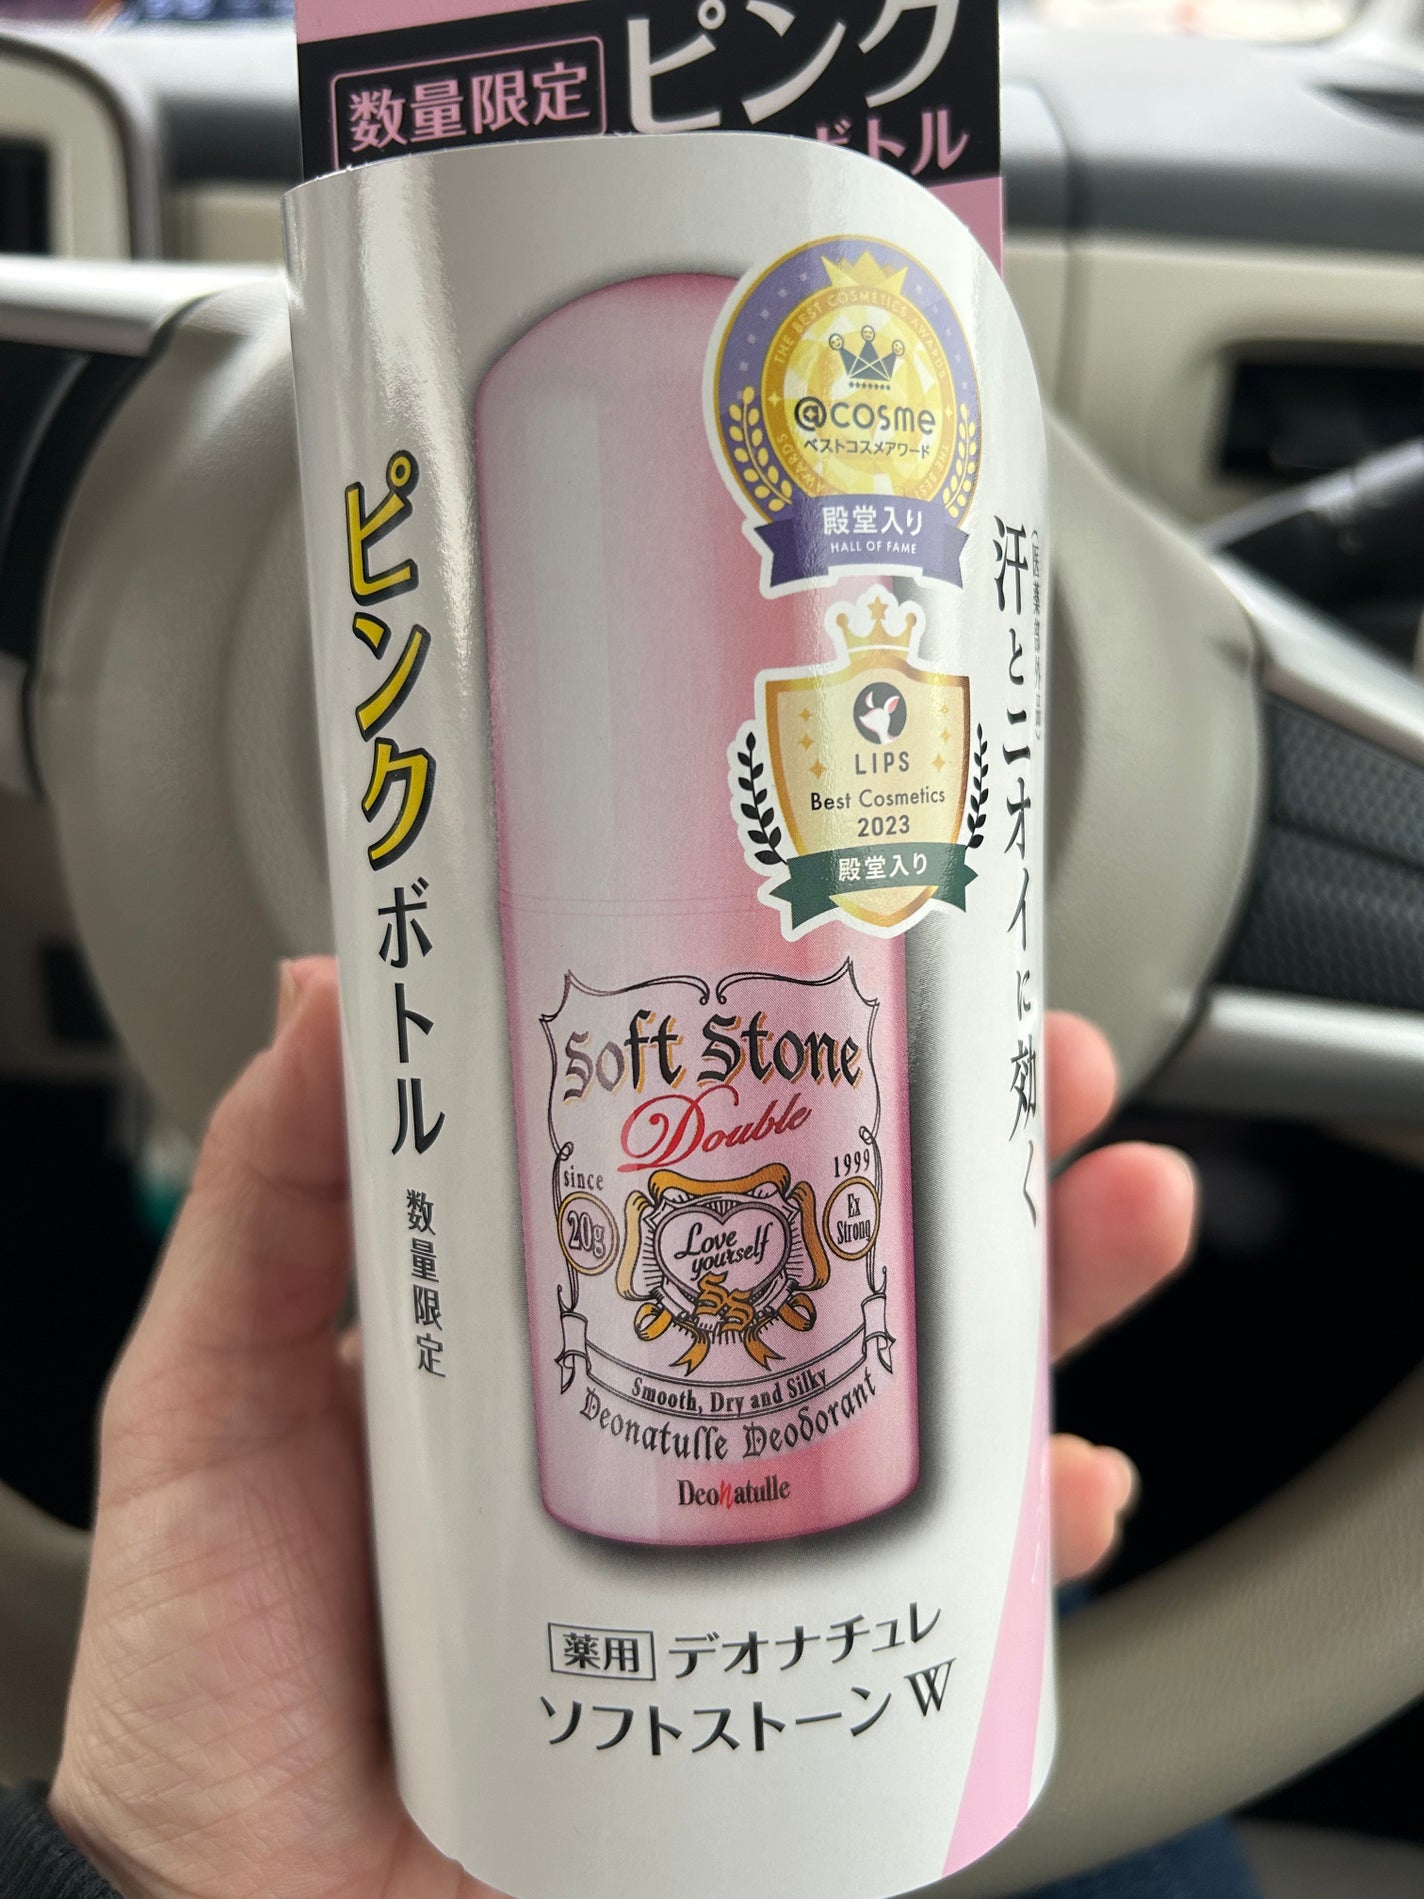 数量限定
ピンク
ボトル
THE BEST COSMETICS AWARDS
@cosme
ベストコスメアワード
殿堂入り
HALL OF FAME
LIPS
Best Cosmetics
2023
殿堂入り
ピンクボトル 数量限定
汗とニオイに効く
Soft Stone
Double
since
1999
20g
Ex
Strong
Love
yourself
SS
Smooth, Dry and Silky
Deonatulle Deodorant
DeoNatulle
薬用 デオナチュレ
ソフトストーン W